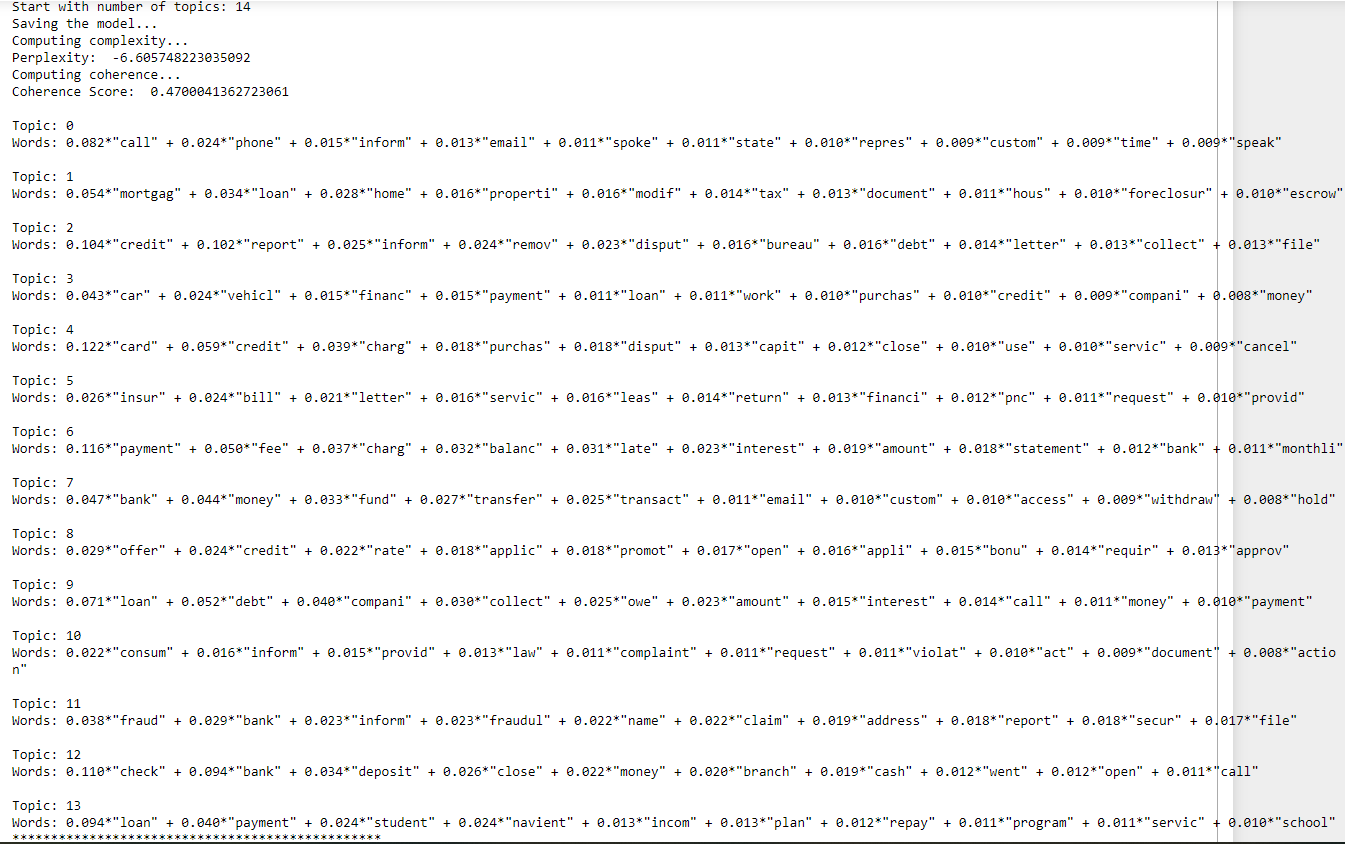 Start with number of topics: 14
Saving the model...
Computing complexity...
Perplexity:  -6.605748223035092
Computing coherence...
Coherence Score:  0.4700041362723061
Topic: 0
Words: 0.082*"call" + 0.024*"phone" + 0.015*"inform" + 0.013*"email" + 0.011*"spoke" + 0.011*"state" + 0.010*"repres" + 0.009*"custom" + 0.009*"time" + 0.009*"speak"
Topic: 1
Words: 0.054*"mortgag" + 0.034*"loan" + 0.028*"home" + 0.016*"properti" + 0.016*"modif" + 0.014*"tax" + 0.013*"document" + 0.011*"hous" + 0.010*"foreclosur" + 0.010*"escrow"
Topic: 2
Words: 0.104*"credit" + 0.102*"report" + 0.025*"inform" + 0.024*"remov" + 0.023*"disput" + 0.016*"bureau" + 0.016*"debt" + 0.014*"letter" + 0.013*"collect" + 0.013*"file"
Topic: 3
Words: 0.043*"car" + 0.024*"vehicl" + 0.015*"financ" + 0.015*"payment" + 0.011*"loan" + 0.011*"work" + 0.010*"purchas" + 0.010*"credit" + 0.009*"compani" + 0.008*"money"
Topic: 4
Words: 0.122*"card" + 0.059*"credit" + 0.039*"charg" + 0.018*"purchas" + 0.018*"disput" + 0.013*"capit" + 0.012*"close" + 0.010*"use" + 0.010*"servic" + 0.009*"cancel"
Topic: 5
Words: 0.026*"insur" + 0.024*"bill" + 0.021*"letter" + 0.016*"servic" + 0.016*"leas" + 0.014*"return" + 0.013*"financi" + 0.012*"pnc" + 0.011*"request" + 0.010*"provid"
Topic: 6
Words: 0.116*"payment" + 0.050*"fee" + 0.037*"charg" + 0.032*"balanc" + 0.031*"late" + 0.023*"interest" + 0.019*"amount" + 0.018*"statement" + 0.012*"bank" + 0.011*"monthli"
Topic: 7
Words: 0.047*"bank" + 0.044*"money" + 0.033*"fund" + 0.027*"transfer" + 0.025*"transact" + 0.011*"email" + 0.010*"custom" + 0.010*"access" + 0.009*"withdraw" + 0.008*"hold"
Topic: 8
Words: 0.029*"offer" + 0.024*"credit" + 0.022*"rate" + 0.018*"applic" + 0.018*"promot" + 0.017*"open" + 0.016*"appli" + 0.015*"bonu" + 0.014*"requir" + 0.013*"approv"
Topic: 9
Words: 0.071*"loan" + 0.052*"debt" + 0.040*"compani" + 0.030*"collect" + 0.025*"owe" + 0.023*"amount" + 0.015*"interest" + 0.014*"call" + 0.011*"money" + 0.010*"payment"
Topic: 10
Words: 0.022*"consum" + 0.016*"inform" + 0.015*"provid" + 0.013*"law" + 0.011*"complaint" + 0.011*"request" + 0.011*"violat" + 0.010*"act" + 0.009*"document" + 0.008*"actio
n"
Topic: 11
Words: 0.038*"fraud" + 0.029*"bank" + 0.023*"inform" + 0.023*"fraudul" + 0.022*"name" + 0.022*"claim" + 0.019*"address" + 0.018*"report" + 0.018*"secur" + 0.017*"file"
Topic: 12
Words: 0.110*"check" + 0.094*"bank" + 0.034*"deposit" + 0.026*"close" + 0.022*"money" + 0.020*"branch" + 0.019*"cash" + 0.012*"went" + 0.012*"open" + 0.011*"call"
Topic: 13
Words: 0.094*"loan" + 0.040*"payment" + 0.024*"student" + 0.024*"navient" + 0.013*"incom" + 0.013*"plan" + 0.012*"repay" + 0.011*"program" + 0.011*"servic" + 0.010*"school"
************************************************